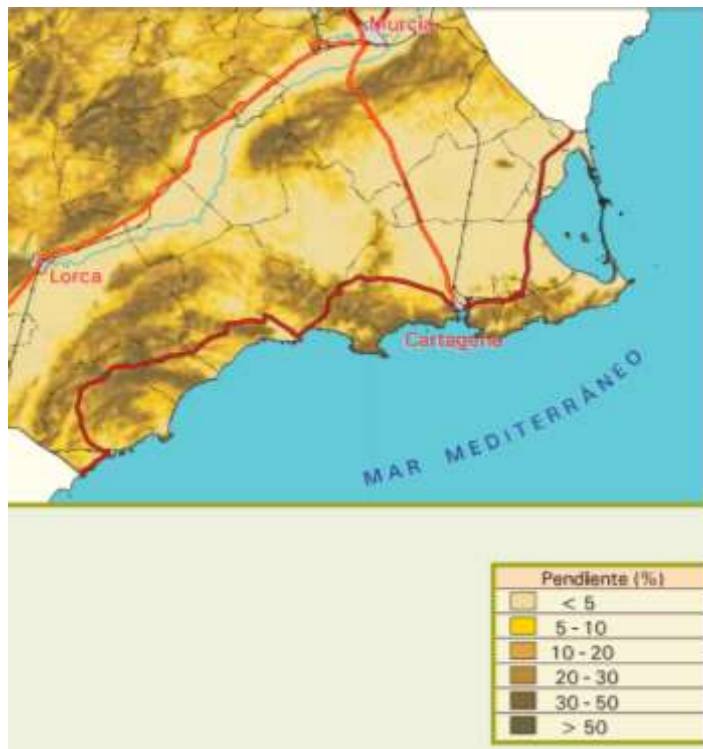 Murcia
Lorca
Cartagena
MAR MEDITERRÁNEO
Pendiente (%)
< 5
5 - 10
10 - 20
20 - 30
30 - 50
> 50